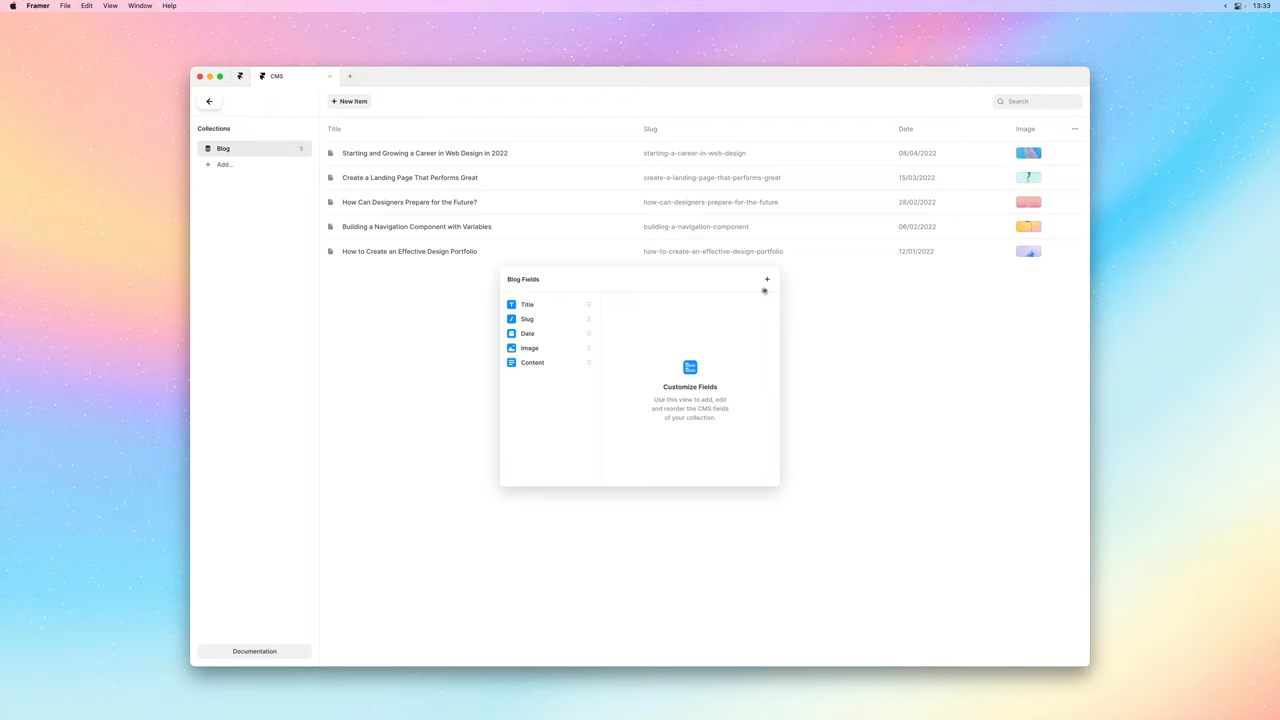 Framer File Edit View Window Help 13:33
CMS
New Item
Search
Collections
Title Slug Date Image
Blog 5
Starting and Growing a Career in Web Design in 2022 starting-a-career-in-web-design 08/04/2022
Add...
Create a Landing Page That Performs Great create-a-landing-page-that-performs-great 15/03/2022
How Can Designers Prepare for the Future? how-can-designers-prepare-for-the-future 28/02/2022
Building a Navigation Component with Variables building-a-navigation-component 06/02/2022
How to Create an Effective Design Portfolio how-to-create-an-effective-design-portfolio 12/01/2022
Blog Fields
Title
Slug
Date
Image
Content
Customize Fields
Use this view to add, edit
and reorder the CMS fields
of your collection.
Documentation